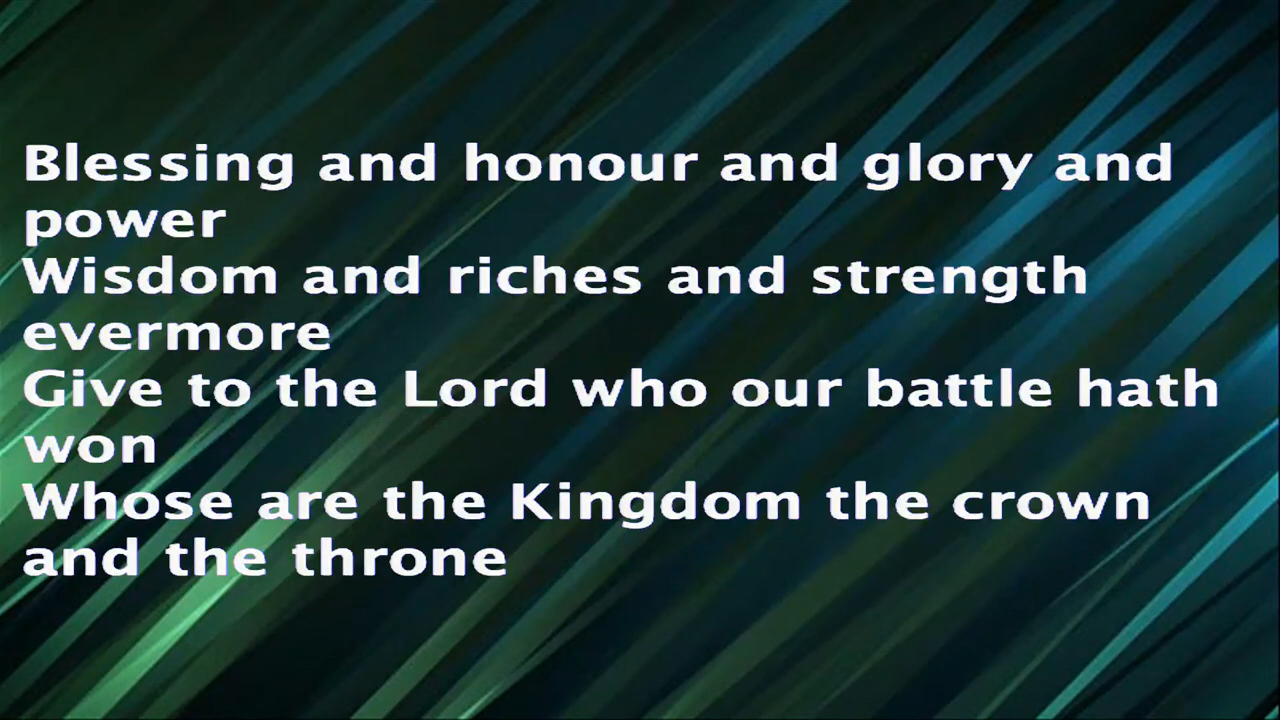 Blessing and honour and glory and
power
Wisdom and riches and strength
evermore
Give to the Lord who our battle hath
won
Whose are the Kingdom the crown
and the throne